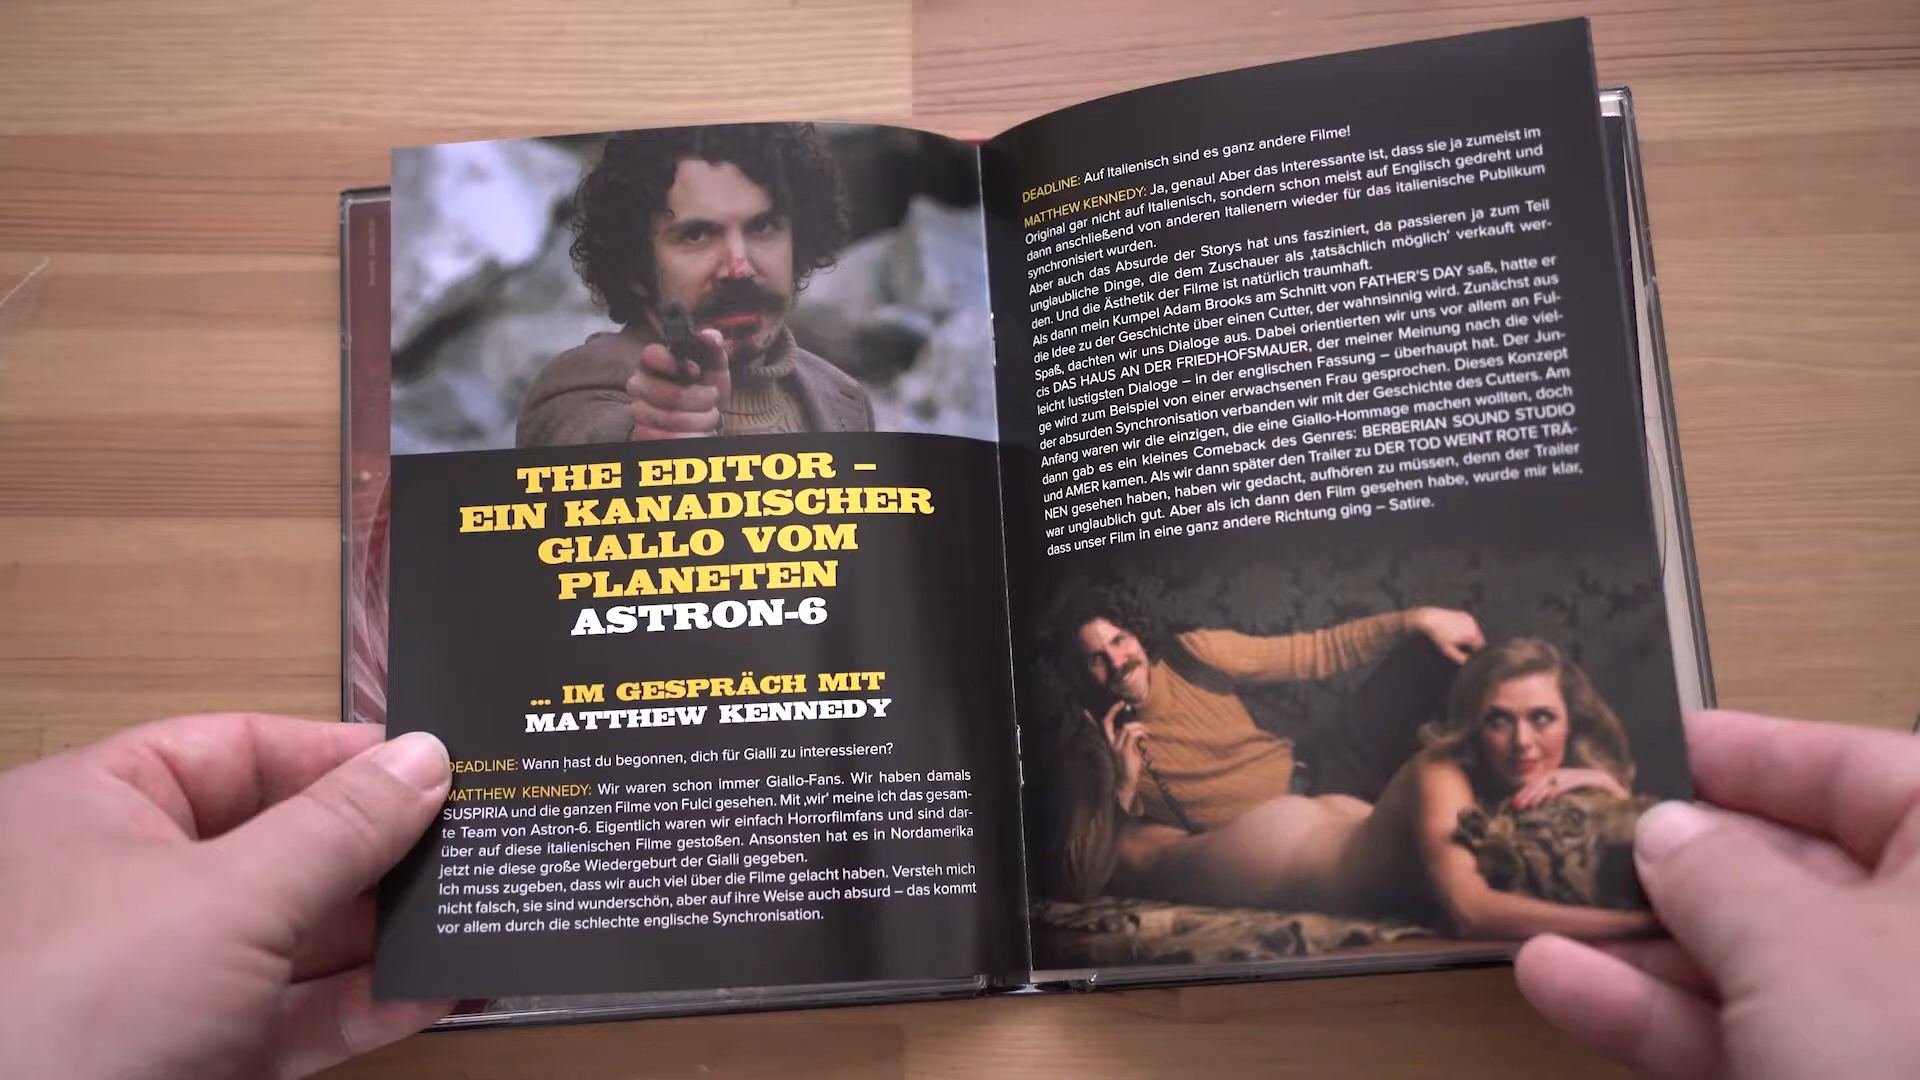 THE EDITOR –
EIN KANADISCHER
GIALLO VOM
PLANETEN
ASTRON-6
... IM GESPRÄCH MIT
MATTHEW KENNEDY
DEADLINE: Wann hast du begonnen, dich für Gialli zu interessieren?
MATTHEW KENNEDY: Wir waren schon immer Giallo-Fans. Wir haben damals
SUSPIRIA und die ganzen Filme von Fulci gesehen. Mit ‚wir' meine ich das gesam-
te Team von Astron-6. Eigentlich waren wir einfach Horrorfilmfans und sind dar-
über auf diese italienischen Filme gestoßen. Ansonsten hat es in Nordamerika
jetzt nie diese große Wiedergeburt der Gialli gegeben.
Ich muss zugeben, dass wir auch viel über die Filme gelacht haben. Versteh mich
nicht falsch, sie sind wunderschön, aber auf ihre Weise auch absurd – das kommt
vor allem durch die schlechte englische Synchronisation.
DEADLINE: Auf Italienisch sind es ganz andere Filme!
MATTHEW KENNEDY: Ja, genau! Aber das Interessante ist, dass sie ja zumeist im
Original gar nicht auf Italienisch, sondern schon meist auf Englisch gedreht und
dann anschließend von anderen Italienern wieder für das italienische Publikum
synchronisiert wurden.
Aber auch das Absurde der Storys hat uns fasziniert, da passieren ja zum Teil
unglaubliche Dinge, die dem Zuschauer als ‚tatsächlich möglich' verkauft wer-
den. Und die Ästhetik der Filme ist natürlich traumhaft.
Als dann mein Kumpel Adam Brooks am Schnitt von FATHER'S DAY saß, hatte er
die Idee zu der Geschichte über einen Cutter, der wahnsinnig wird. Zunächst aus
Spaß, dachten wir uns Dialoge aus. Dabei orientierten wir uns vor allem an Ful-
cis DAS HAUS AN DER FRIEDHOFSMAUER, der meiner Meinung nach die viel-
leicht lustigsten Dialoge – in der englischen Fassung – überhaupt hat. Der Jun-
ge wird zum Beispiel von einer erwachsenen Frau gesprochen. Dieses Konzept
der absurden Synchronisation verbanden wir mit der Geschichte des Cutters. Am
Anfang waren wir die einzigen, die eine Giallo-Hommage machen wollten, doch
dann gab es ein kleines Comeback des Genres: BERBERIAN SOUND STUDIO
und AMER kamen. Als wir dann später den Trailer zu DER TOD WEINT ROTE TRÄ-
NEN gesehen haben, haben wir gedacht, aufhören zu müssen, denn der Trailer
war unglaublich gut. Aber als ich dann den Film gesehen habe, wurde mir klar,
dass unser Film in eine ganz andere Richtung ging – Satire.